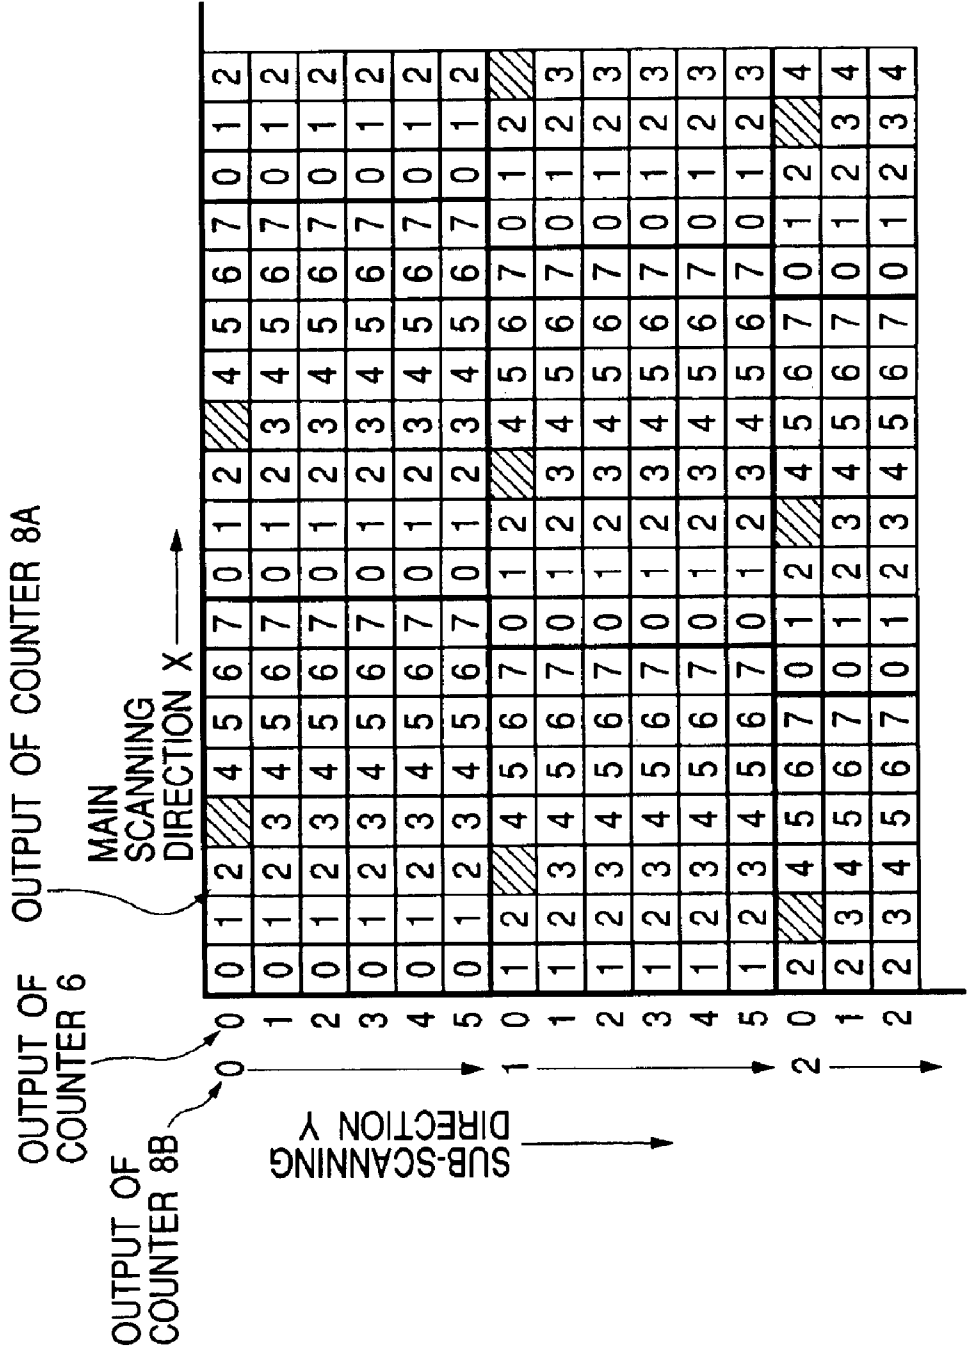 OUTPUT OF
COUNTER 6
OUTPUT OF COUNTER 8A
OUTPUT OF
COUNTER 8B
MAIN
SCANNING
DIRECTION X
SUB-SCANNING
DIRECTION Y
0 0 0 1 2 4 5 6 7 0 1 2 4 5 6 7 0 1 2
1 0 1 2 3 4 5 6 7 0 1 2 3 4 5 6 7 0 1 2
2 0 1 2 3 4 5 6 7 0 1 2 3 4 5 6 7 0 1 2
3 0 1 2 3 4 5 6 7 0 1 2 3 4 5 6 7 0 1 2
4 0 1 2 3 4 5 6 7 0 1 2 3 4 5 6 7 0 1 2
5 0 1 2 3 4 5 6 7 0 1 2 3 4 5 6 7 0 1 2
1 0 1 2 4 5 6 7 0 1 2 4 5 6 7 0 1 2
1 1 2 3 4 5 6 7 0 1 2 3 4 5 6 7 0 1 2 3
2 1 2 3 4 5 6 7 0 1 2 3 4 5 6 7 0 1 2 3
3 1 2 3 4 5 6 7 0 1 2 3 4 5 6 7 0 1 2 3
4 1 2 3 4 5 6 7 0 1 2 3 4 5 6 7 0 1 2 3
5 1 2 3 4 5 6 7 0 1 2 3 4 5 6 7 0 1 2 3
2 0 2 4 5 6 7 0 1 2 4 5 6 7 0 1 2 4
1 2 3 4 5 6 7 0 1 2 3 4 5 6 7 0 1 2 3 4
2 2 3 4 5 6 7 0 1 2 3 4 5 6 7 0 1 2 3 4